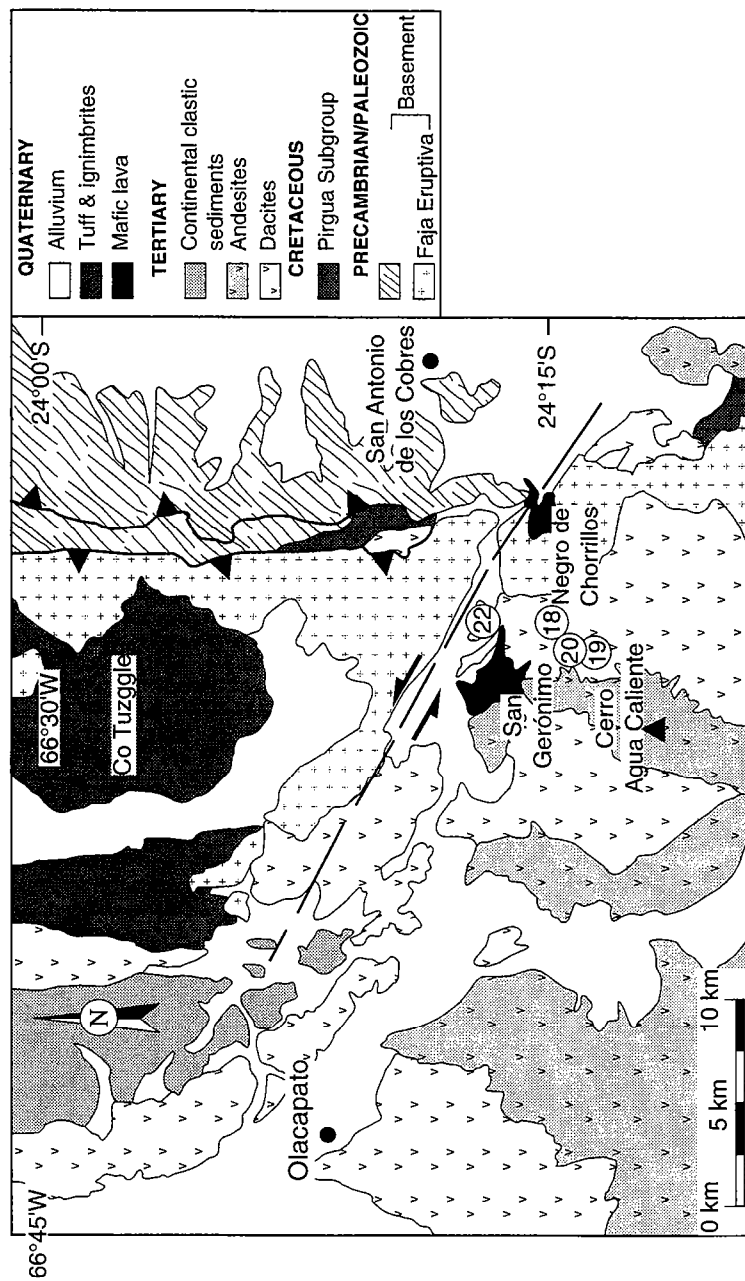 QUATERNARY
Alluvium
Tuff & ignimbrites
Mafic lava
TERTIARY
Continental clastic
sediments
Andesites
Dacites
CRETACEOUS
Pirgua Subgroup
PRECAMBRIAN/PALEOZOIC
Basement
Faja Eruptiva
66°45'W
66°30'W
24°00'S
24°15'S
N
Co Tuzggle
San Antonio
de los Cobres
Olacapato
22
18
20
19
Negro de
Chorrillos
San
Gerónimo
Cerro
Agua Caliente
0 km
5 km
10 km